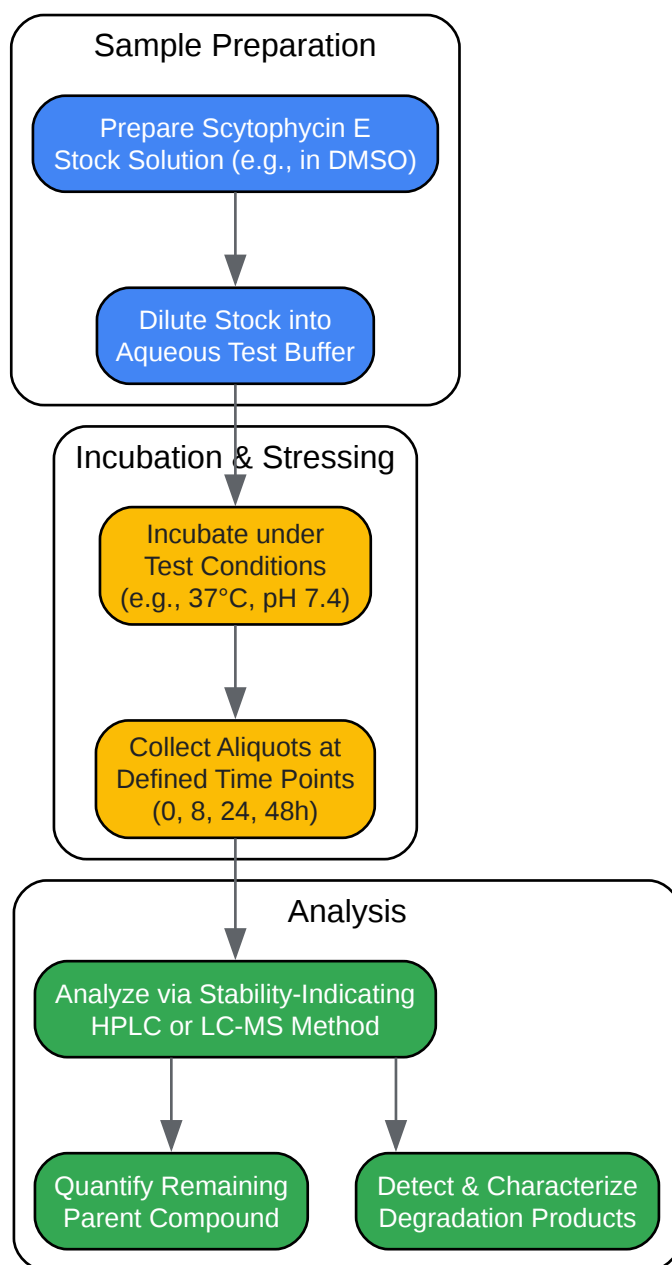 Sample Preparation
Prepare Scytophycin E
Stock Solution (e.g., in DMSO)
Dilute Stock into
Aqueous Test Buffer
Incubation & Stressing
Incubate under
Test Conditions
(e.g., 37°C, pH 7.4)
Collect Aliquots at
Defined Time Points
(0, 8, 24, 48h)
Analysis
Analyze via Stability-Indicating
HPLC or LC-MS Method
Quantify Remaining
Parent Compound
Detect & Characterize
Degradation Products